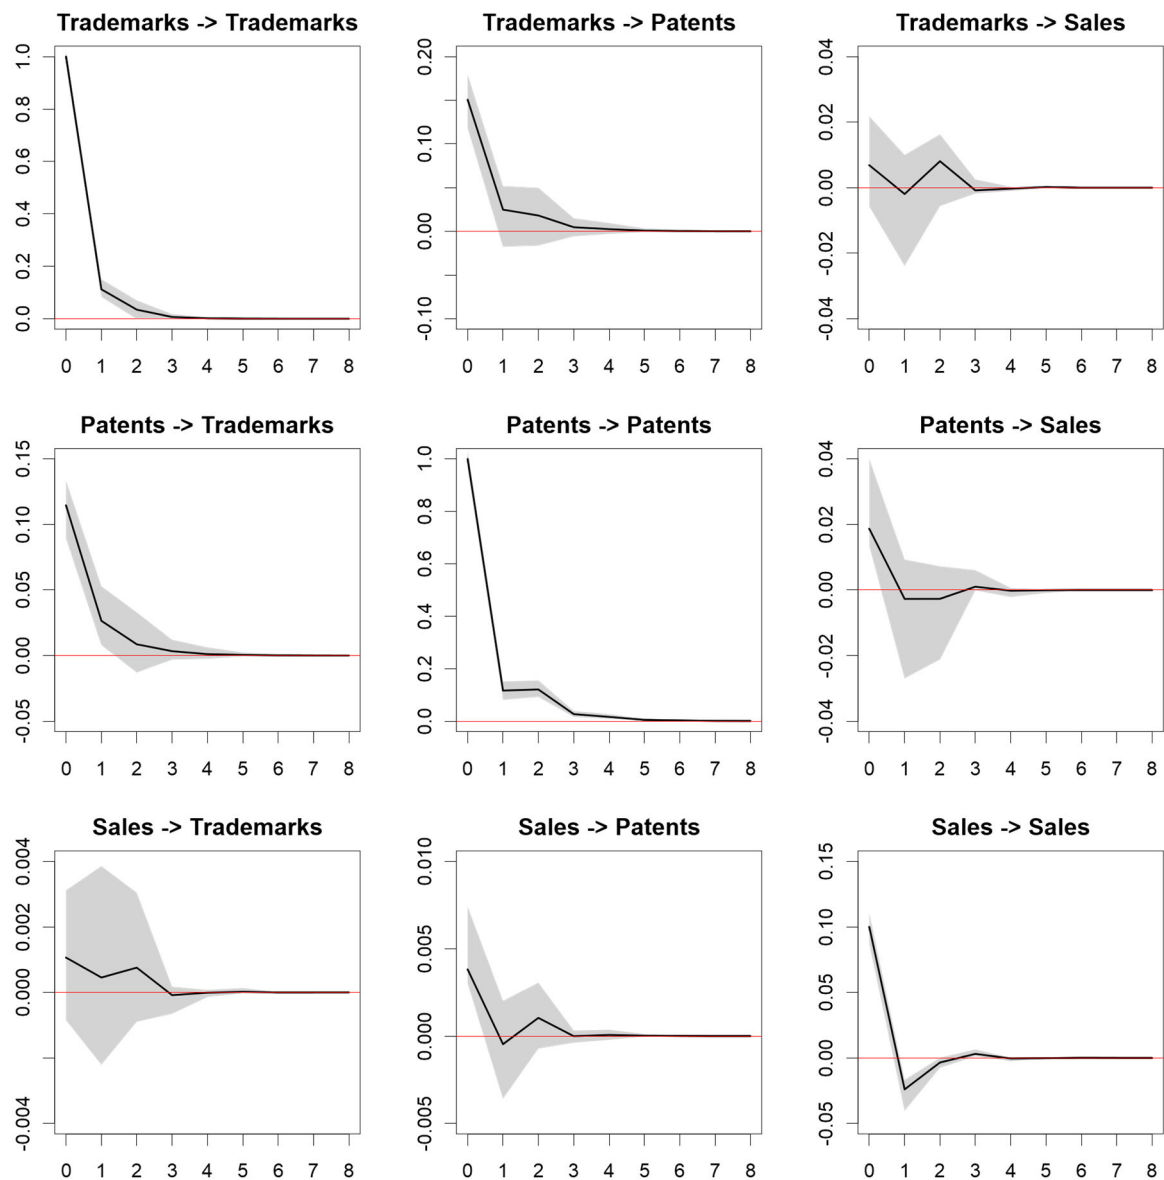 Trademarks -> Trademarks
1.0
0.8
0.6
0.4
0.2
0.0
0 1 2 3 4 5 6 7 8
Trademarks -> Patents
0.20
0.10
0.00
-0.10
0 1 2 3 4 5 6 7 8
Trademarks -> Sales
0.04
0.02
0.00
-0.02
-0.04
0 1 2 3 4 5 6 7 8
Patents -> Trademarks
0.15
0.10
0.05
0.00
-0.05
0 1 2 3 4 5 6 7 8
Patents -> Patents
1.0
0.8
0.6
0.4
0.2
0.0
0 1 2 3 4 5 6 7 8
Patents -> Sales
0.04
0.02
0.00
-0.02
-0.04
0 1 2 3 4 5 6 7 8
Sales -> Trademarks
0.004
0.002
0.000
-0.004
0 1 2 3 4 5 6 7 8
Sales -> Patents
0.010
0.005
0.000
-0.005
0 1 2 3 4 5 6 7 8
Sales -> Sales
0.15
0.10
0.05
0.00
-0.05
0 1 2 3 4 5 6 7 8